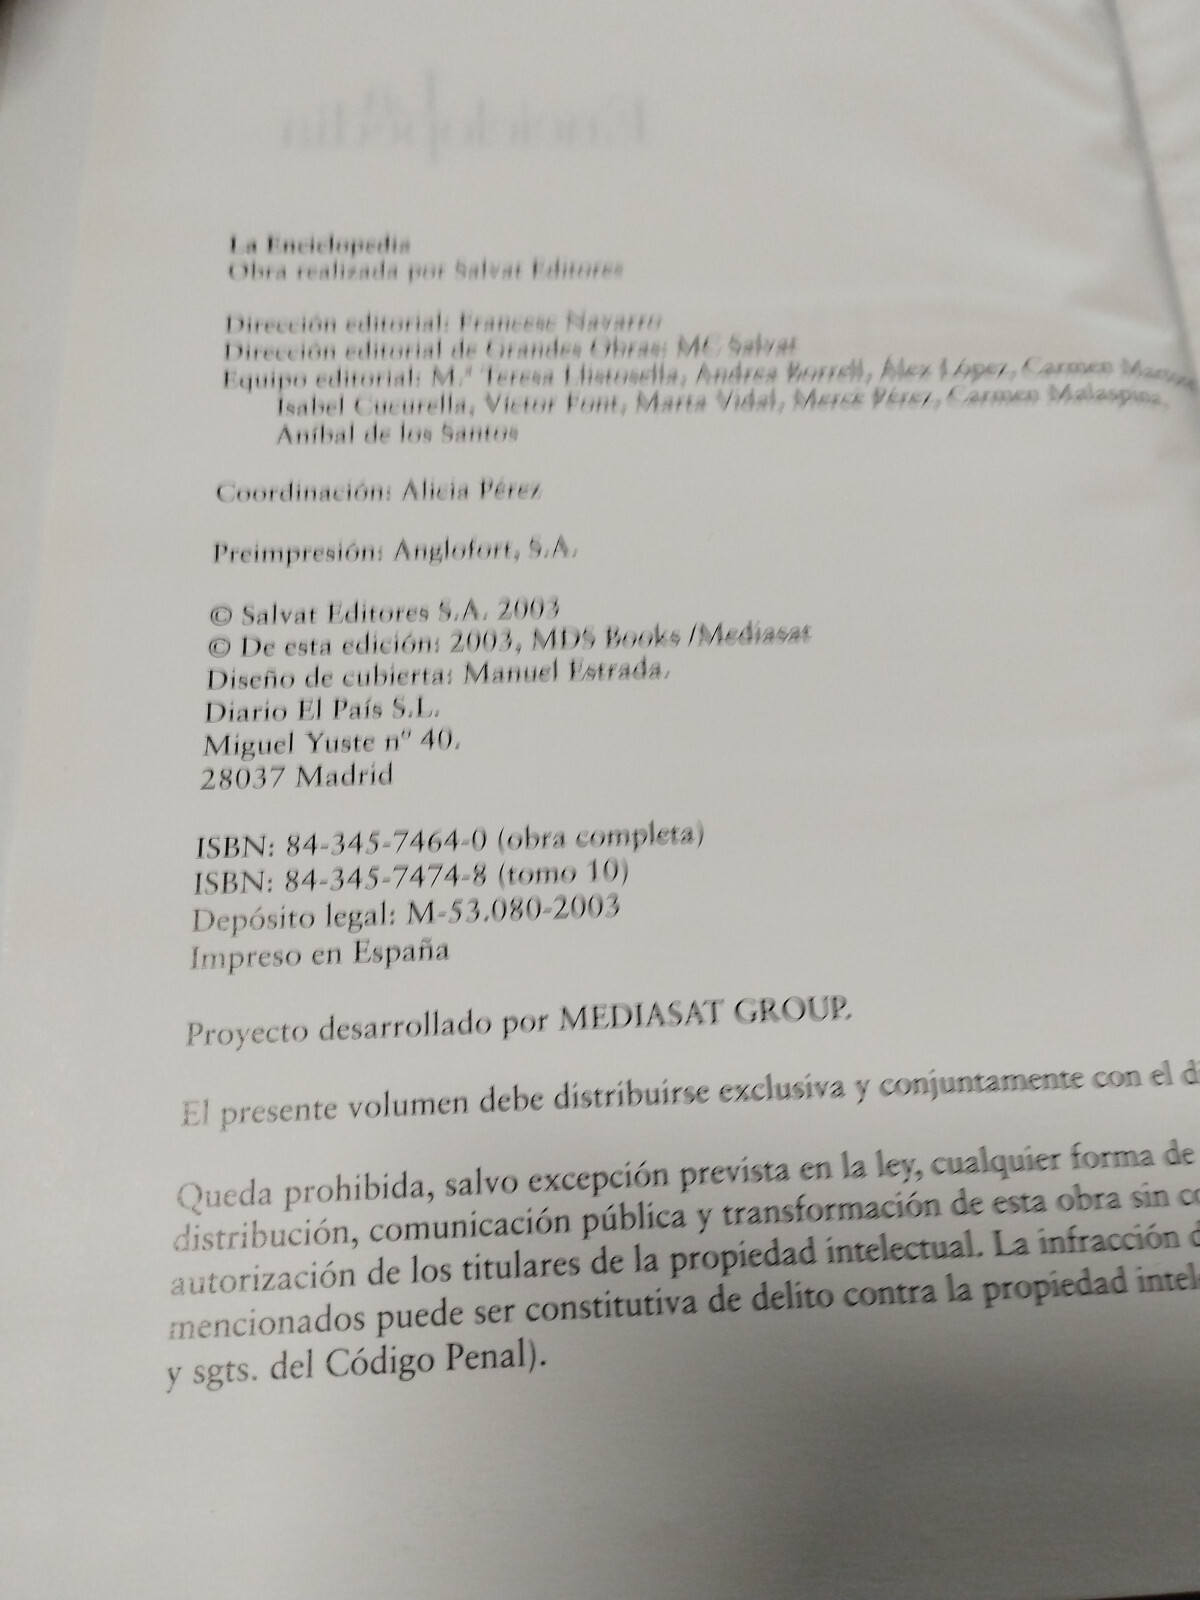 La Enciclopedia
Obra realizada por Salvat Editores
Dirección editorial: Francesc Navarro
Dirección editorial de Grandes Obras: MC Salvat
Equipo editorial: M.ª Teresa Llistosella, Andrea Borrell, Àlex López, Carmen
Isabel Cucurella, Víctor Font, Marta Vidal, Mercè Pérez, Carmen Malaspina,
Aníbal de los Santos
Coordinación: Alicia Pérez
Preimpresión: Anglofort, S.A.
© Salvat Editores S.A. 2003
© De esta edición: 2003, MDS Books /Mediasat
Diseño de cubierta: Manuel Estrada.
Diario El País S.L.
Miguel Yuste nº 40.
28037 Madrid
ISBN: 84-345-7464-0 (obra completa)
ISBN: 84-345-7474-8 (tomo 10)
Depósito legal: M-53.080-2003
Impreso en España
Proyecto desarrollado por MEDIASAT GROUP.
El presente volumen debe distribuirse exclusiva y conjuntamente con el
Queda prohibida, salvo excepción prevista en la ley, cualquier forma de
distribución, comunicación pública y transformación de esta obra sin
autorización de los titulares de la propiedad intelectual. La infracción
mencionados puede ser constitutiva de delito contra la propiedad
y sgts. del Código Penal).